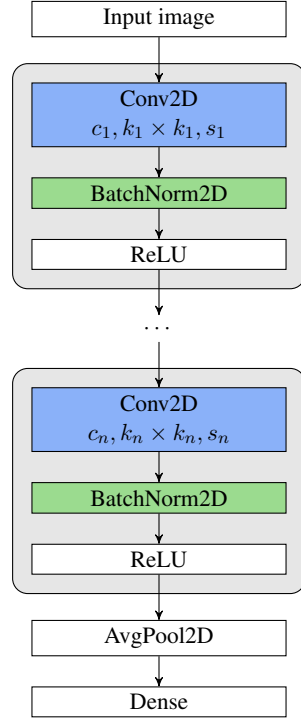 Input image
Conv2D
c₁, k₁ × k₁, s₁
BatchNorm2D
ReLU
...
Conv2D
cₙ, kₙ × kₙ, sₙ
BatchNorm2D
ReLU
AvgPool2D
Dense